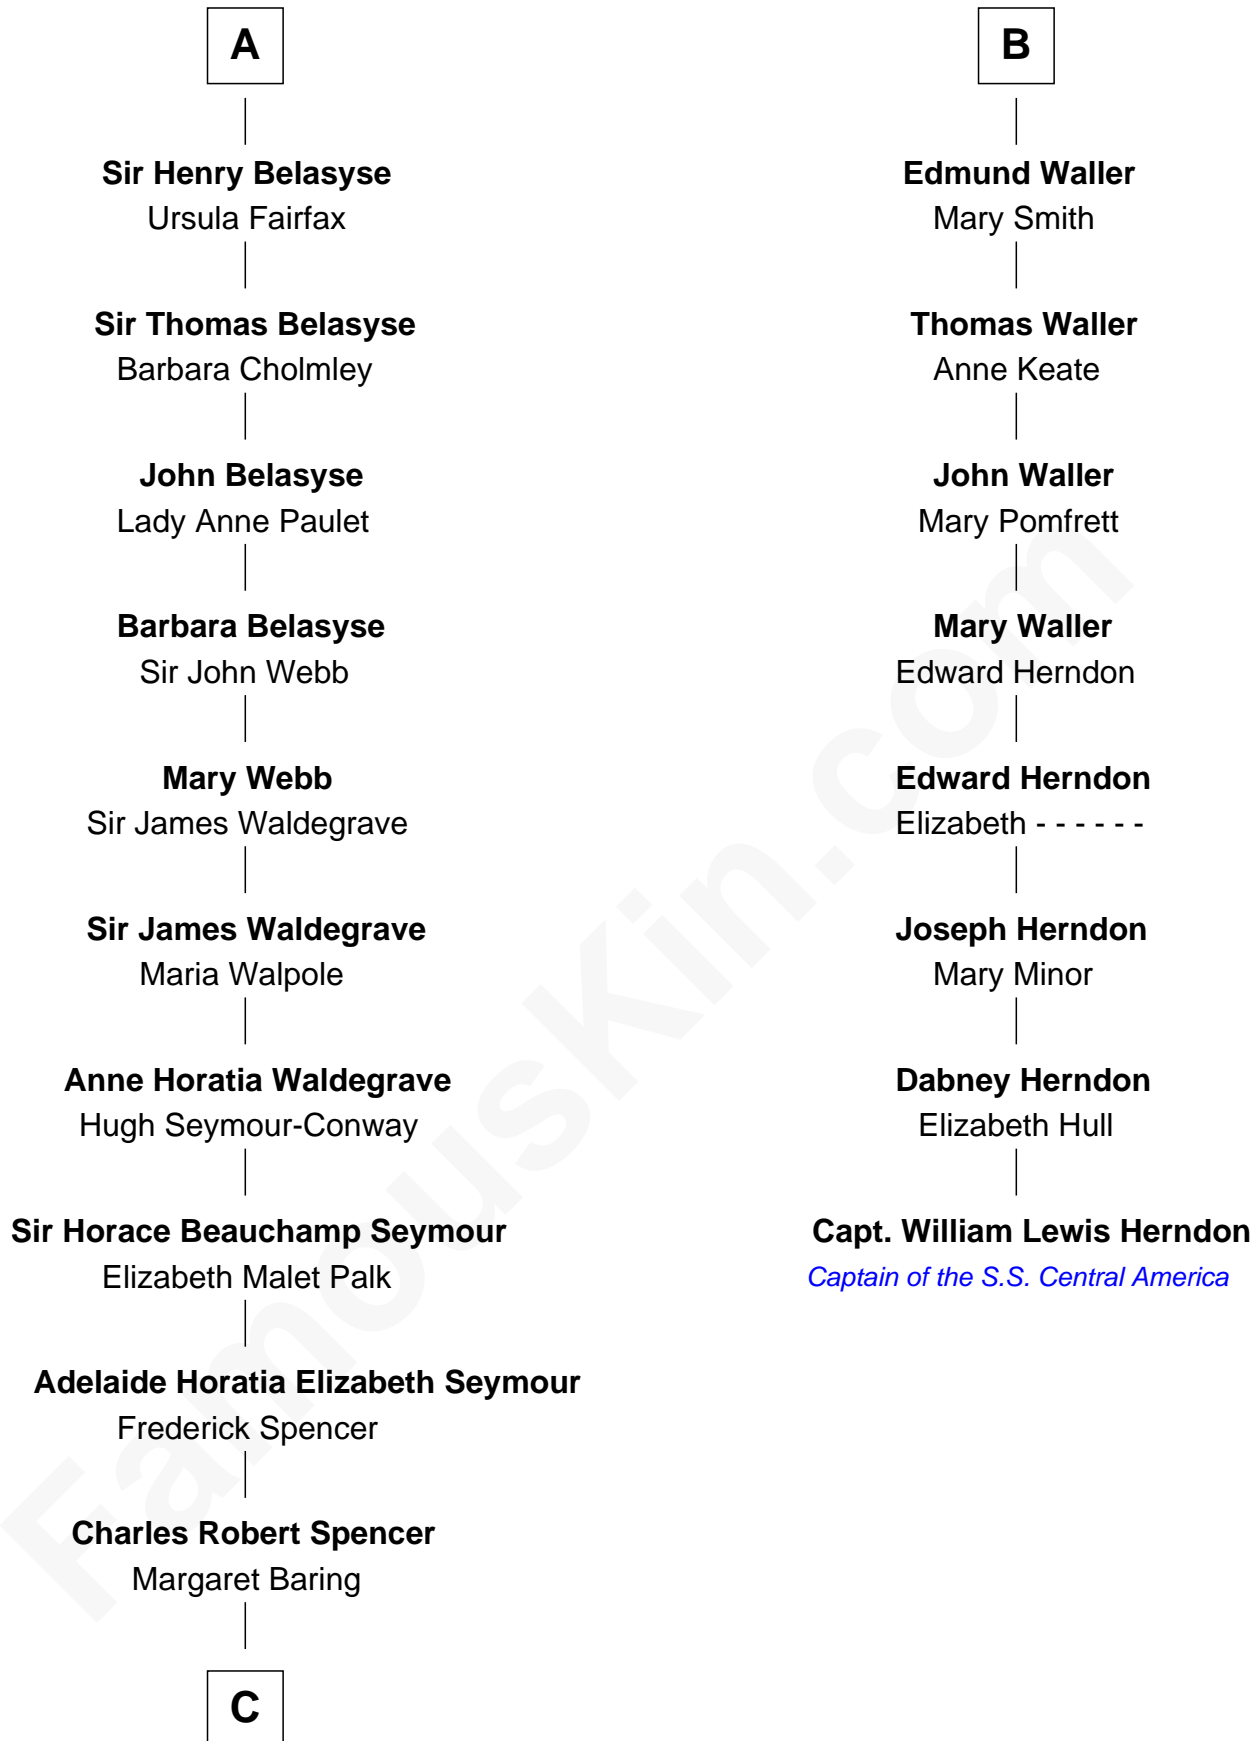 A
Sir Henry Belasyse
Ursula Fairfax
Sir Thomas Belasyse
Barbara Cholmley
John Belasyse
Lady Anne Paulet
Barbara Belasyse
Sir John Webb
Mary Webb
Sir James Waldegrave
Sir James Waldegrave
Maria Walpole
Anne Horatia Waldegrave
Hugh Seymour-Conway
Sir Horace Beauchamp Seymour
Elizabeth Malet Palk
Adelaide Horatia Elizabeth Seymour
Frederick Spencer
Charles Robert Spencer
Margaret Baring
C
B
Edmund Waller
Mary Smith
Thomas Waller
Anne Keate
John Waller
Mary Pomfrett
Mary Waller
Edward Herndon
Edward Herndon
Elizabeth - - - - - -
Joseph Herndon
Mary Minor
Dabney Herndon
Elizabeth Hull
Capt. William Lewis Herndon
Captain of the S.S. Central America
FamousKin.com